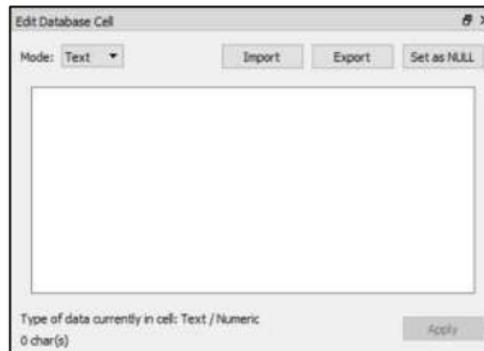 Edit Database Cell
Mode: Text Import Export Set as NULL
Type of data currently in cell: Text / Numeric
0 char(s)
Apply